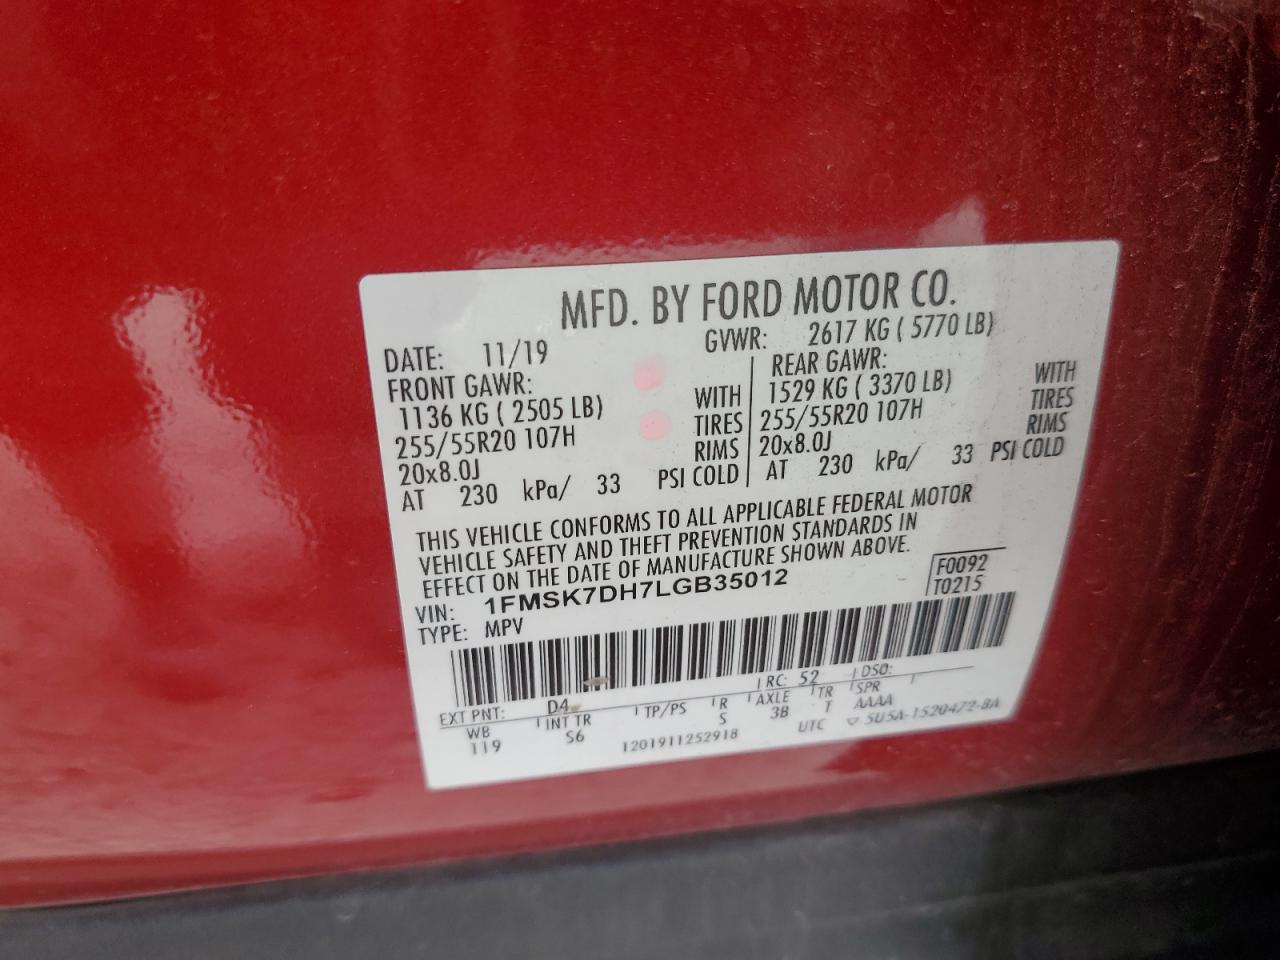 MFD. BY FORD MOTOR CO.
DATE: 11/19 GVWR: 2617 KG ( 5770 LB)
FRONT GAWR: REAR GAWR:
1136 KG ( 2505 LB) WITH 1529 KG ( 3370 LB) WITH
255/55R20 107H TIRES 255/55R20 107H TIRES
20x8.0J RIMS 20x8.0J RIMS
AT 230 kPa/ 33 PSI COLD AT 230 kPa/ 33 PSI COLD
THIS VEHICLE CONFORMS TO ALL APPLICABLE FEDERAL MOTOR
VEHICLE SAFETY AND THEFT PREVENTION STANDARDS IN
EFFECT ON THE DATE OF MANUFACTURE SHOWN ABOVE.
VIN: 1FMSK7DH7LGB35012 F0092
TYPE: MPV T0215
EXT PNT: D4 RC: 52 DSO:
WB INT TR TP/PS R AXLE TR SPR
119 S6 S 3B T AAAA
1201911252918 UTC ▽ 5U5A-1520472-8A